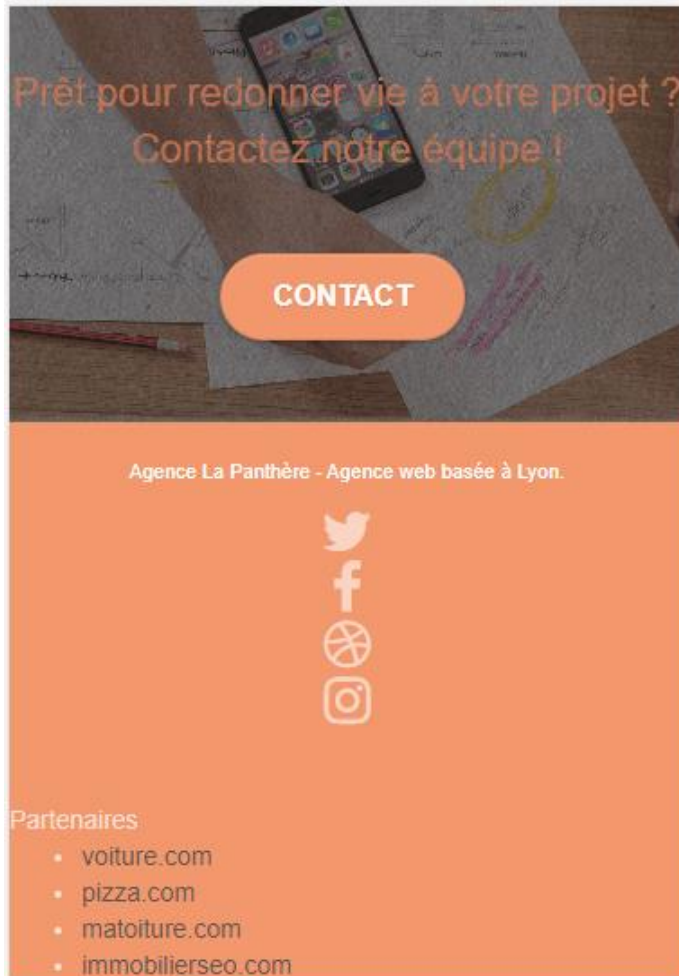 Prêt pour redonner vie à votre projet ?
Contactez notre équipe !
CONTACT
Agence La Panthère - Agence web basée à Lyon.
Partenaires
voiture.com
pizza.com
matoiture.com
immobilierseo.com